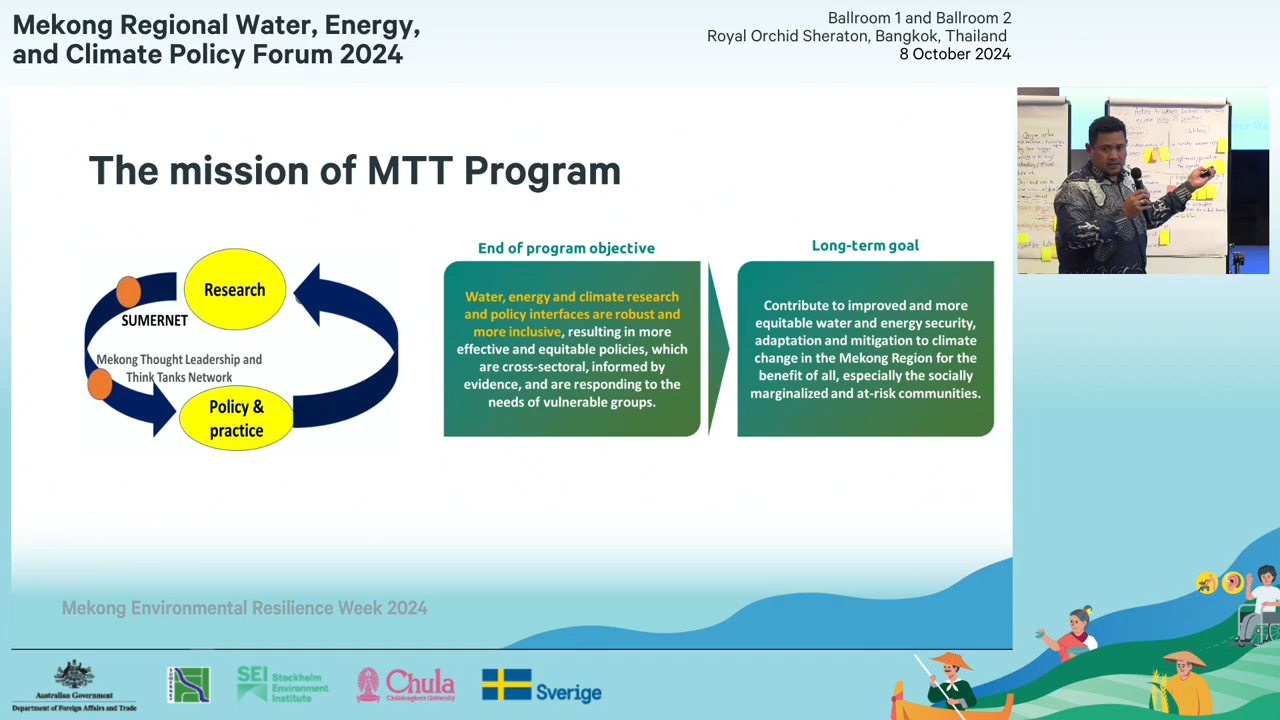 Mekong Regional Water, Energy,
and Climate Policy Forum 2024
Ballroom 1 and Ballroom 2
Royal Orchid Sheraton, Bangkok, Thailand
8 October 2024
The mission of MTT Program
Research
SUMERNET
Mekong Thought Leadership and
Think Tanks Network
Policy &
practice
End of program objective
Water, energy and climate research
and policy interfaces are robust and
more inclusive, resulting in more
effective and equitable policies, which
are cross-sectoral, informed by
evidence, and are responding to the
needs of vulnerable groups.
Long-term goal
Contribute to improved and more
equitable water and energy security,
adaptation and mitigation to climate
change in the Mekong Region for the
benefit of all, especially the socially
marginalized and at-risk communities.
Mekong Environmental Resilience Week 2024
Australian Government
Department of Foreign Affairs and Trade
SUMERNET
SEI Stockholm
Environment
Institute
Chula
Chulalongkorn University
Sverige